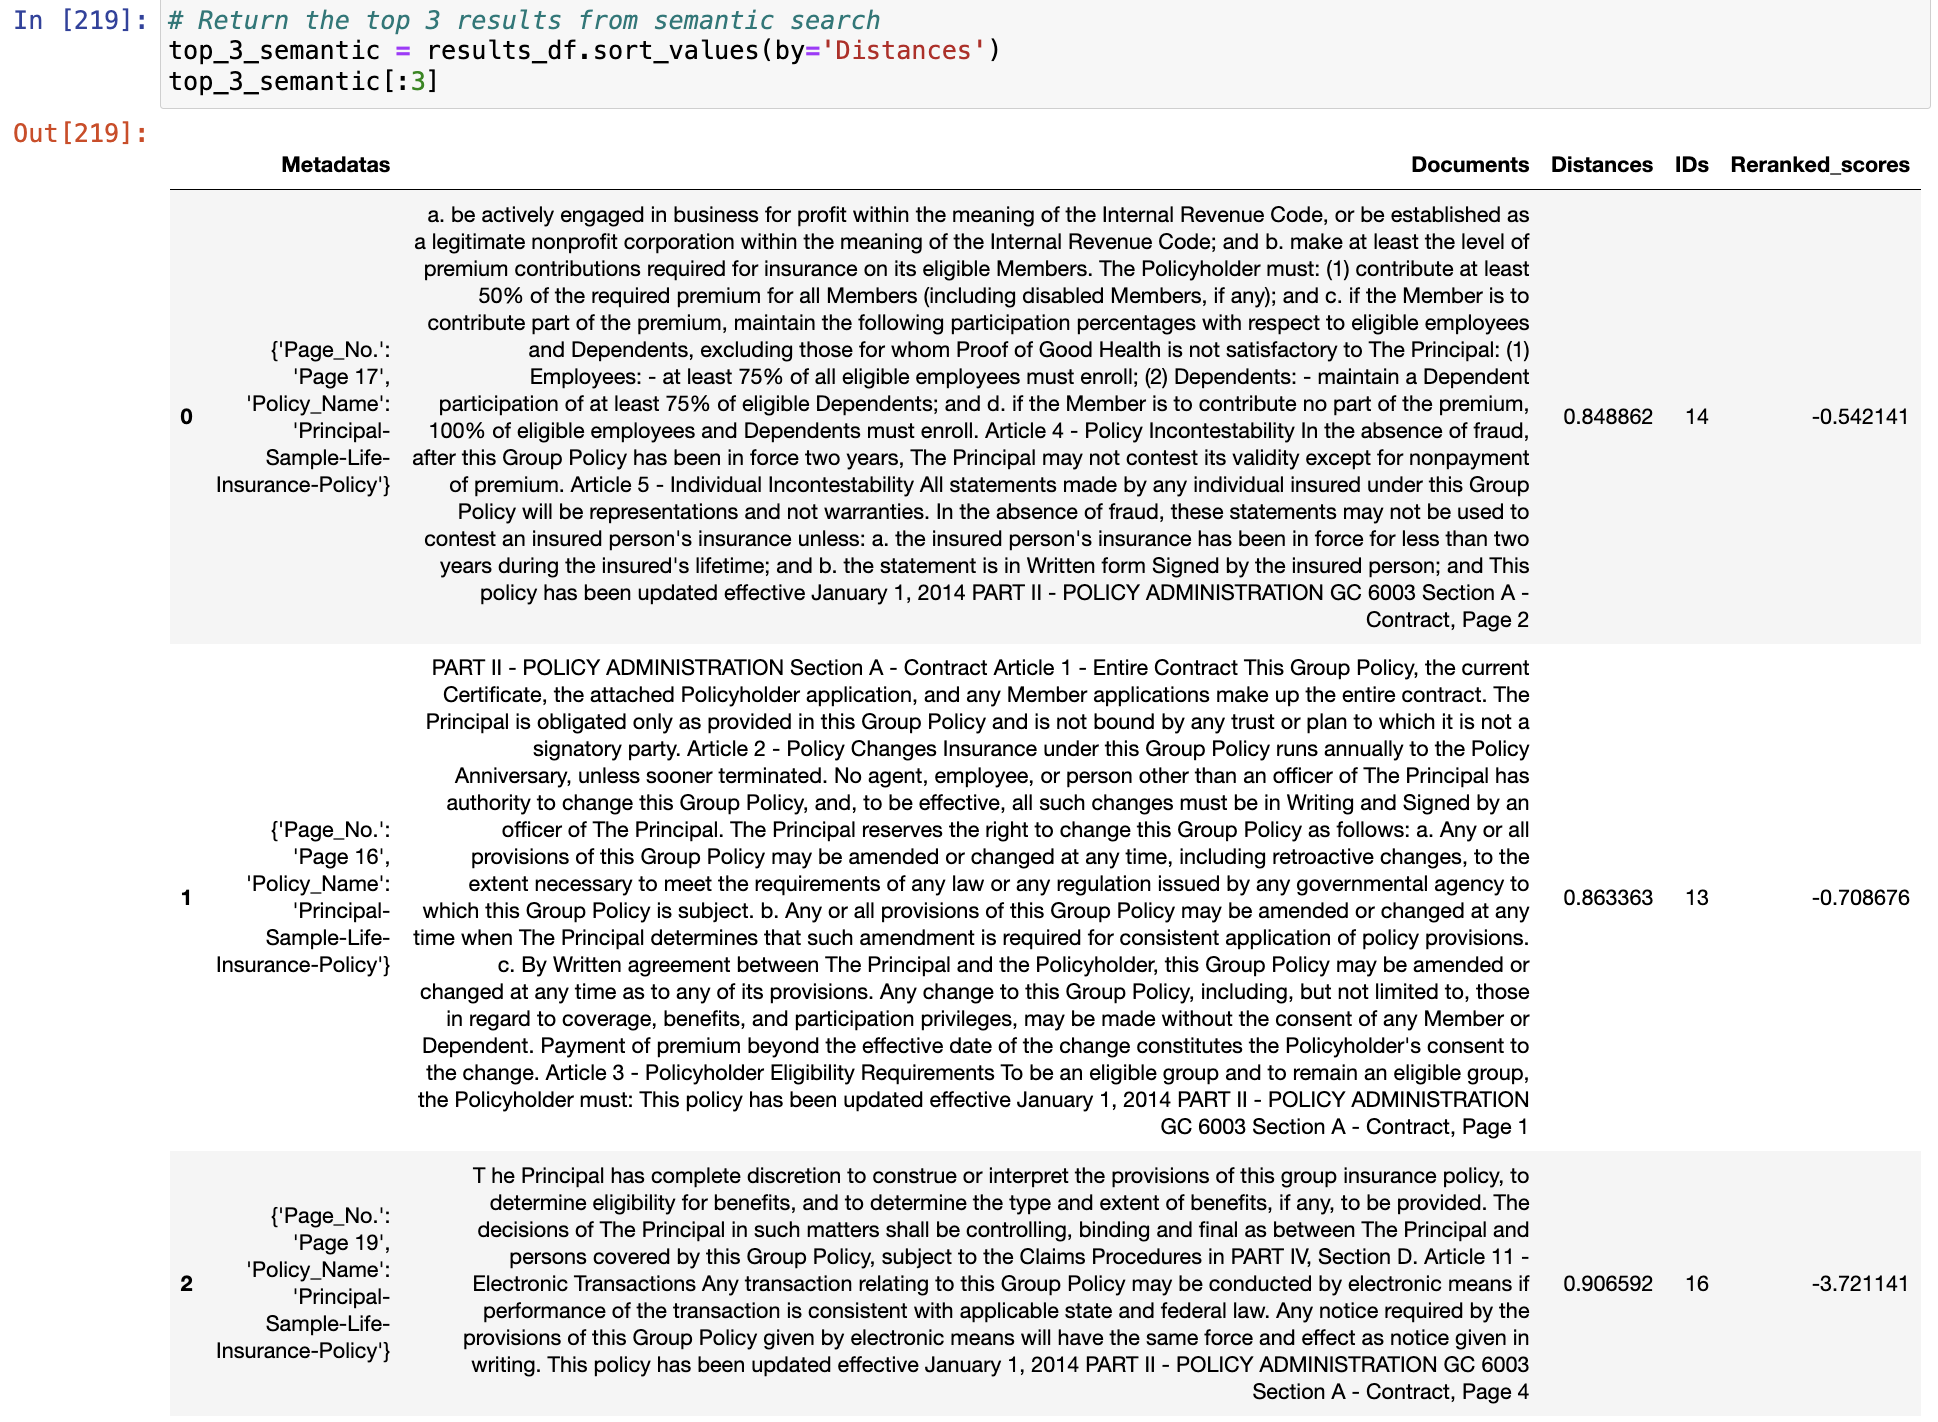 In [219]: # Return the top 3 results from semantic search
top_3_semantic = results_df.sort_values(by='Distances')
top_3_semantic[:3]
Out[219]:
Metadatas Documents Distances IDs Reranked_scores
0
{'Page_No.':
'Page 17',
'Policy_Name':
'Principal-
Sample-Life-
Insurance-Policy'}
a. be actively engaged in business for profit within the meaning of the Internal Revenue Code, or be established as
a legitimate nonprofit corporation within the meaning of the Internal Revenue Code; and b. make at least the level of
premium contributions required for insurance on its eligible Members. The Policyholder must: (1) contribute at least
50% of the required premium for all Members (including disabled Members, if any); and c. if the Member is to
contribute part of the premium, maintain the following participation percentages with respect to eligible employees
and Dependents, excluding those for whom Proof of Good Health is not satisfactory to The Principal: (1)
Employees: - at least 75% of all eligible employees must enroll; (2) Dependents: - maintain a Dependent
participation of at least 75% of eligible Dependents; and d. if the Member is to contribute no part of the premium,
100% of eligible employees and Dependents must enroll. Article 4 - Policy Incontestability In the absence of fraud,
after this Group Policy has been in force two years, The Principal may not contest its validity except for nonpayment
of premium. Article 5 - Individual Incontestability All statements made by any individual insured under this Group
Policy will be representations and not warranties. In the absence of fraud, these statements may not be used to
contest an insured person's insurance unless: a. the insured person's insurance has been in force for less than two
years during the insured's lifetime; and b. the statement is in Written form Signed by the insured person; and This
policy has been updated effective January 1, 2014 PART II - POLICY ADMINISTRATION GC 6003 Section A -
Contract, Page 2
0.848862 14 -0.542141
1
{'Page_No.':
'Page 16',
'Policy_Name':
'Principal-
Sample-Life-
Insurance-Policy'}
PART II - POLICY ADMINISTRATION Section A - Contract Article 1 - Entire Contract This Group Policy, the current
Certificate, the attached Policyholder application, and any Member applications make up the entire contract. The
Principal is obligated only as provided in this Group Policy and is not bound by any trust or plan to which it is not a
signatory party. Article 2 - Policy Changes Insurance under this Group Policy runs annually to the Policy
Anniversary, unless sooner terminated. No agent, employee, or person other than an officer of The Principal has
authority to change this Group Policy, and, to be effective, all such changes must be in Writing and Signed by an
officer of The Principal. The Principal reserves the right to change this Group Policy as follows: a. Any or all
provisions of this Group Policy may be amended or changed at any time, including retroactive changes, to the
extent necessary to meet the requirements of any law or any regulation issued by any governmental agency to
which this Group Policy is subject. b. Any or all provisions of this Group Policy may be amended or changed at any
time when The Principal determines that such amendment is required for consistent application of policy provisions.
c. By Written agreement between The Principal and the Policyholder, this Group Policy may be amended or
changed at any time as to any of its provisions. Any change to this Group Policy, including, but not limited to, those
in regard to coverage, benefits, and participation privileges, may be made without the consent of any Member or
Dependent. Payment of premium beyond the effective date of the change constitutes the Policyholder's consent to
the change. Article 3 - Policyholder Eligibility Requirements To be an eligible group and to remain an eligible group,
the Policyholder must: This policy has been updated effective January 1, 2014 PART II - POLICY ADMINISTRATION
GC 6003 Section A - Contract, Page 1
0.863363 13 -0.708676
2
{'Page_No.':
'Page 19',
'Policy_Name':
'Principal-
Sample-Life-
Insurance-Policy'}
T he Principal has complete discretion to construe or interpret the provisions of this group insurance policy, to
determine eligibility for benefits, and to determine the type and extent of benefits, if any, to be provided. The
decisions of The Principal in such matters shall be controlling, binding and final as between The Principal and
persons covered by this Group Policy, subject to the Claims Procedures in PART IV, Section D. Article 11 -
Electronic Transactions Any transaction relating to this Group Policy may be conducted by electronic means if
performance of the transaction is consistent with applicable state and federal law. Any notice required by the
provisions of this Group Policy given by electronic means will have the same force and effect as notice given in
writing. This policy has been updated effective January 1, 2014 PART II - POLICY ADMINISTRATION GC 6003
Section A - Contract, Page 4
0.906592 16 -3.721141